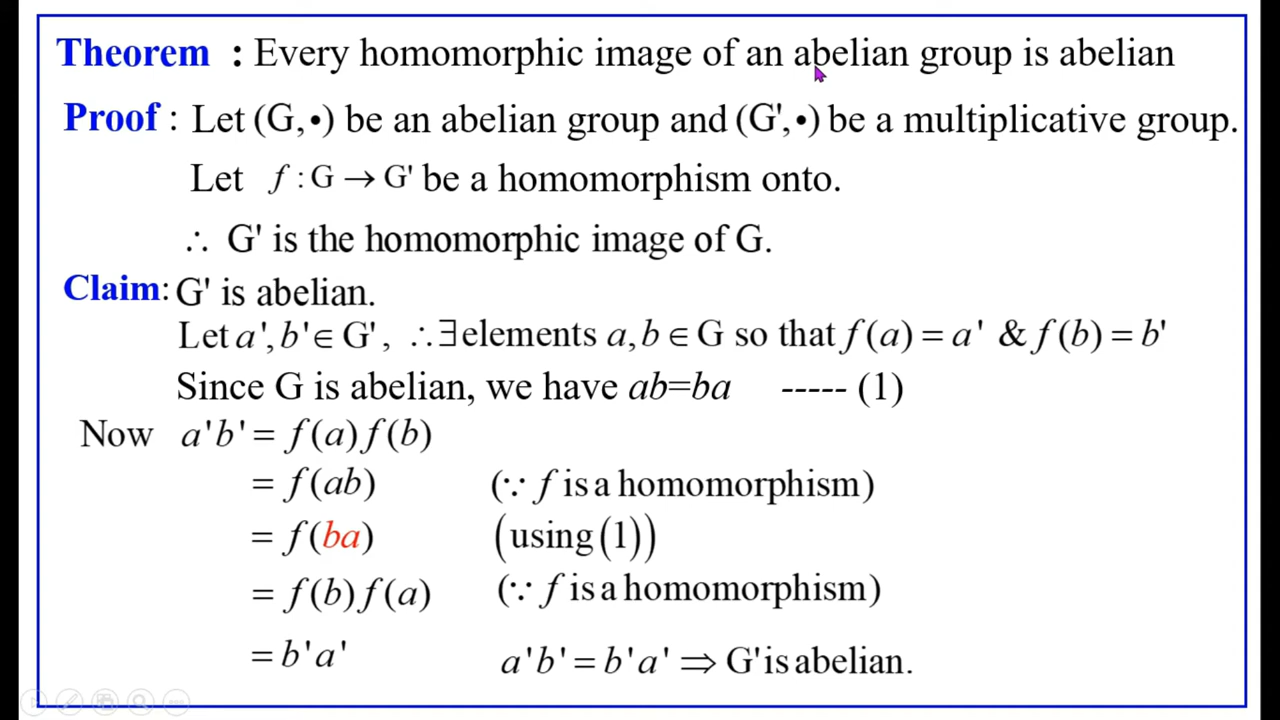 Theorem : Every homomorphic image of an abelian group is abelian
Proof : Let (G,•) be an abelian group and (G',•) be a multiplicative group.
Let f : G → G' be a homomorphism onto.
∴ G' is the homomorphic image of G.
Claim: G' is abelian.
Let a', b' ∈ G', ∴ ∃ elements a, b ∈ G so that f(a) = a' & f(b) = b'
Since G is abelian, we have ab=ba ----- (1)
Now a'b' = f(a)f(b)
= f(ab) (∵ f is a homomorphism)
= f(ba) (using (1))
= f(b)f(a) (∵ f is a homomorphism)
= b'a' a'b' = b'a' ⇒ G' is abelian.